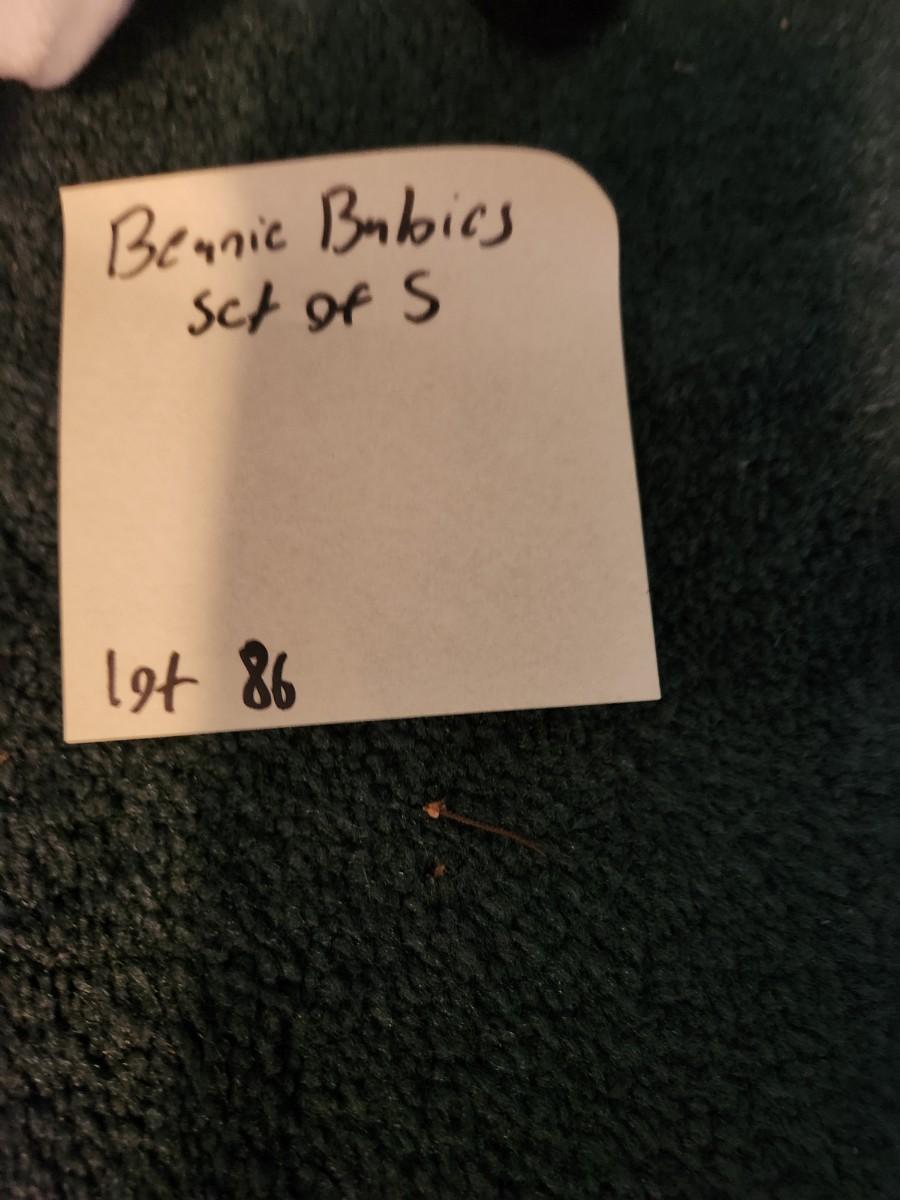 Beanie Babies
set of 5
lot 86